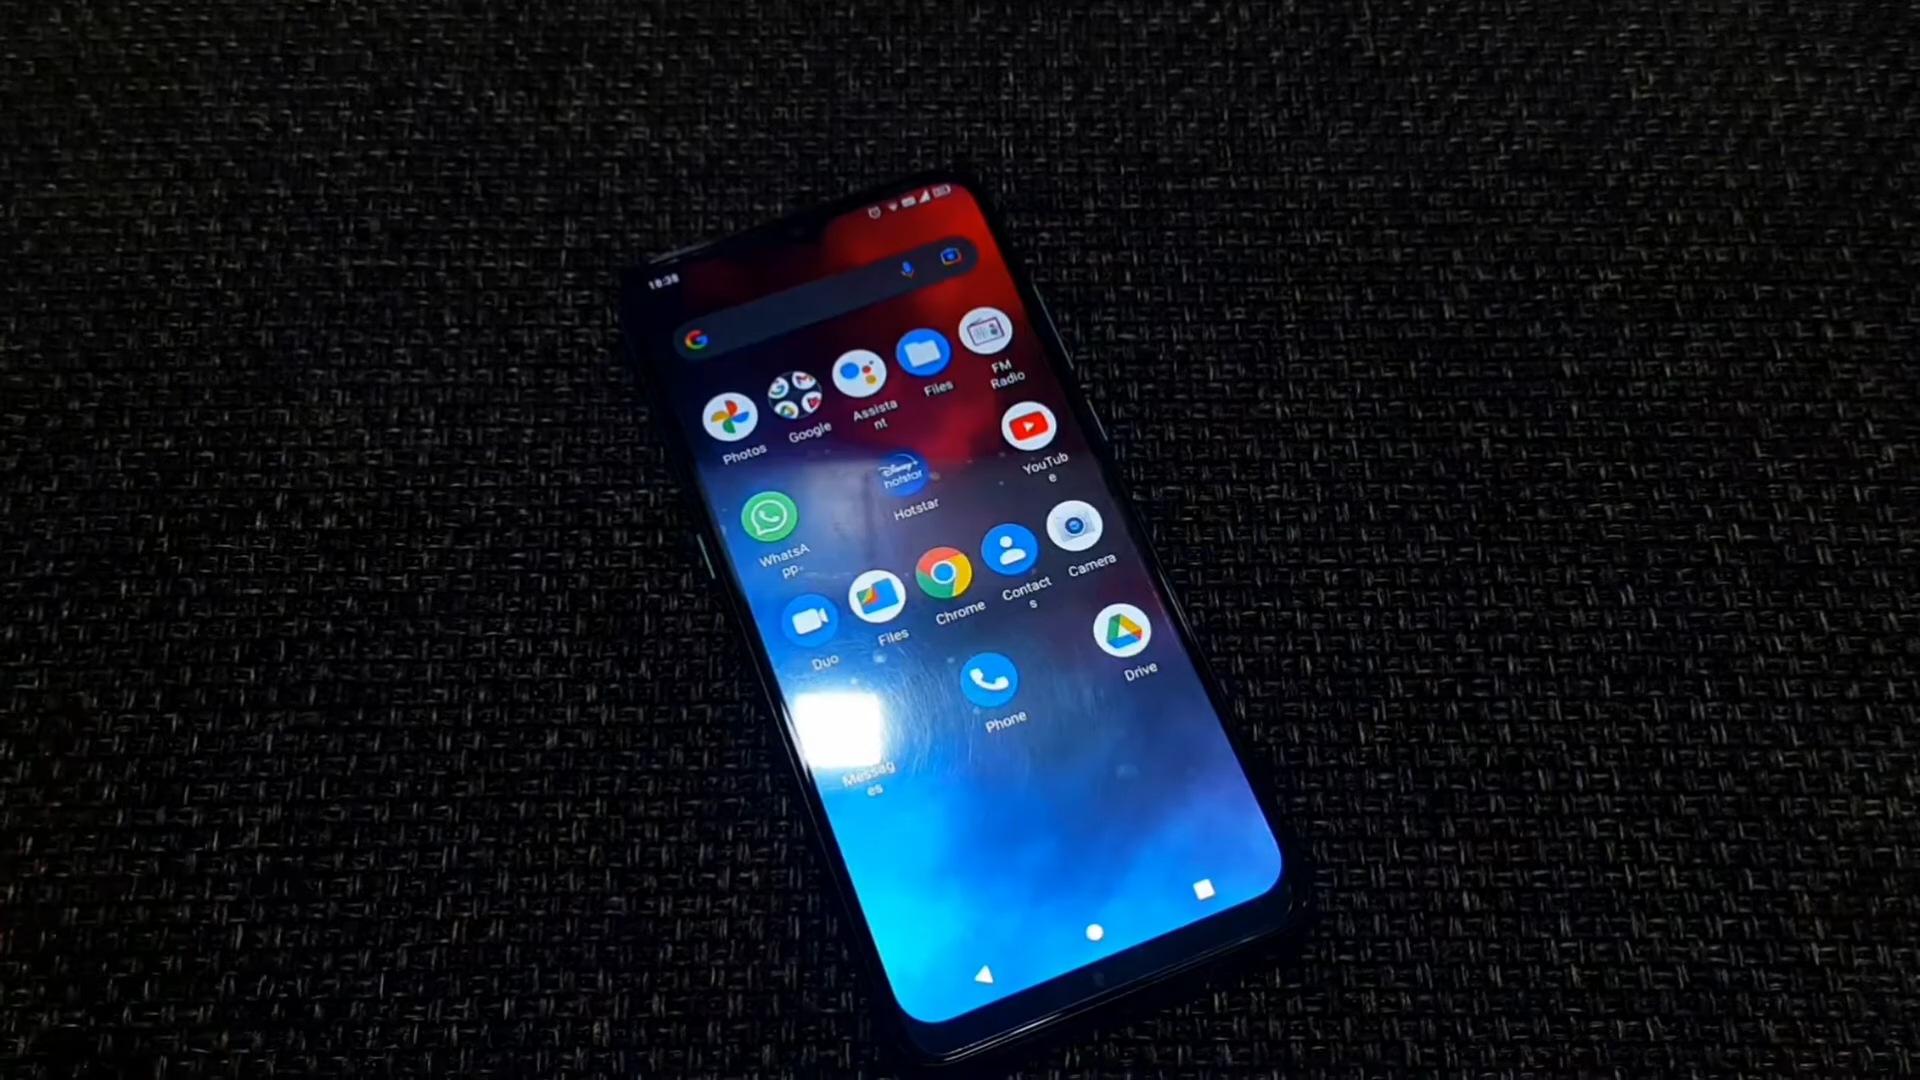 18:38
Photos
Google
Assista
nt
Files
FM
Radio
WhatsA
pp
Disney+
hotstar
Hotstar
YouTub
e
Duo
Files
Chrome
Contact
s
Camera
Messag
es
Phone
Drive